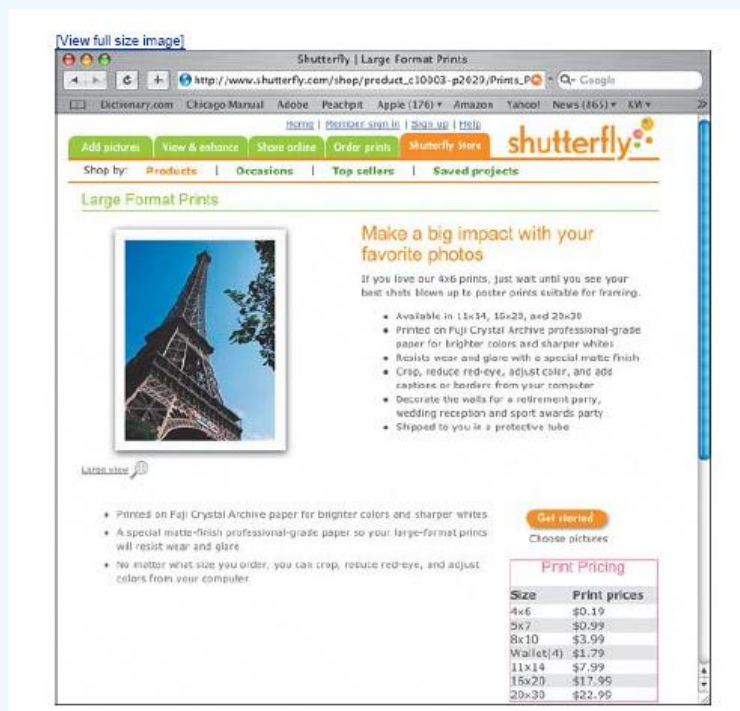 [View full size image]
Shutterfly | Large Format Prints
http://www.shutterfly.com/shop/product_c10003-p2029/Prints_P
Google
Dictionary.com Chicago Manual Adobe Peachpit Apple (176) Amazon Yahoo! News (865)
Home | Member sign in | Sign up | Help
Add pictures View & enhance Share online Order prints Shutterfly Store
shutterfly
Shop by: Products | Occasions | Top sellers | Saved projects
Large Format Prints
Make a big impact with your
favorite photos
If you love our 4x6 prints, just wait until you see your
best shots blown up to poster prints suitable for framing.
• Available in 11x14, 16x20, and 20x30
• Printed on Fuji Crystal Archive professional-grade
paper for brighter colors and sharper whites
• Resists wear and glare with a special matte finish
• Crop, reduce red-eye, adjust color, and add
captions or borders from your computer
• Decorate the walls for a retirement party,
wedding reception and sport awards party
• Shipped to you in a protective tube
Large view
• Printed on Fuji Crystal Archive paper for brighter colors and sharper whites
• A special matte-finish professional-grade paper so your large-format prints
will resist wear and glare
• No matter what size you order, you can crop, reduce red-eye, and adjust
colors from your computer
Get started
Choose pictures
Print Pricing
Size Print prices
4x6 $0.19
5x7 $0.99
8x10 $3.99
Wallet(4) $1.79
11x14 $7.99
16x20 $17.99
20x30 $22.99